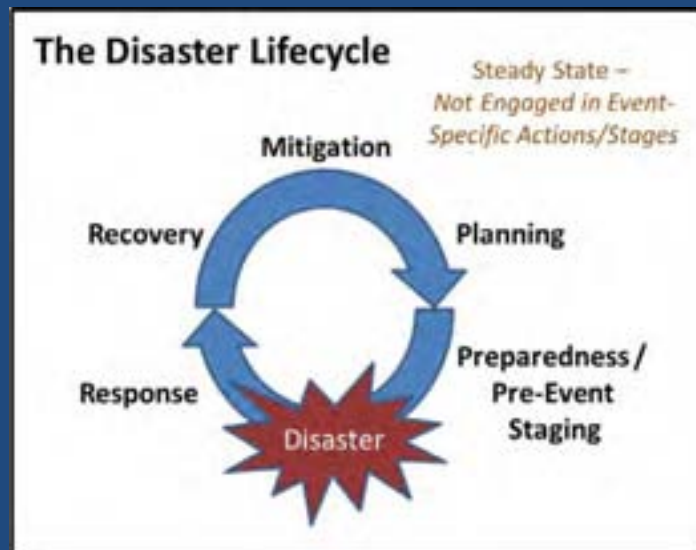 The Disaster Lifecycle
Steady State –
Not Engaged in Event-
Specific Actions/Stages
Mitigation
Recovery
Planning
Response
Preparedness /
Pre-Event
Staging
Disaster